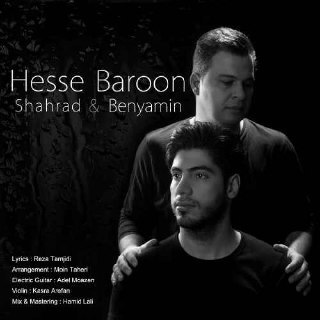 Hesse Baroon
Shahrad & Benyamin
Lyrics : Reza Tamjidi
Arrangement : Moin Taheri
Electric Guitar : Adel Moazen
Violin : Kasra Arefan
Mix & Mastering : Hamid Lali